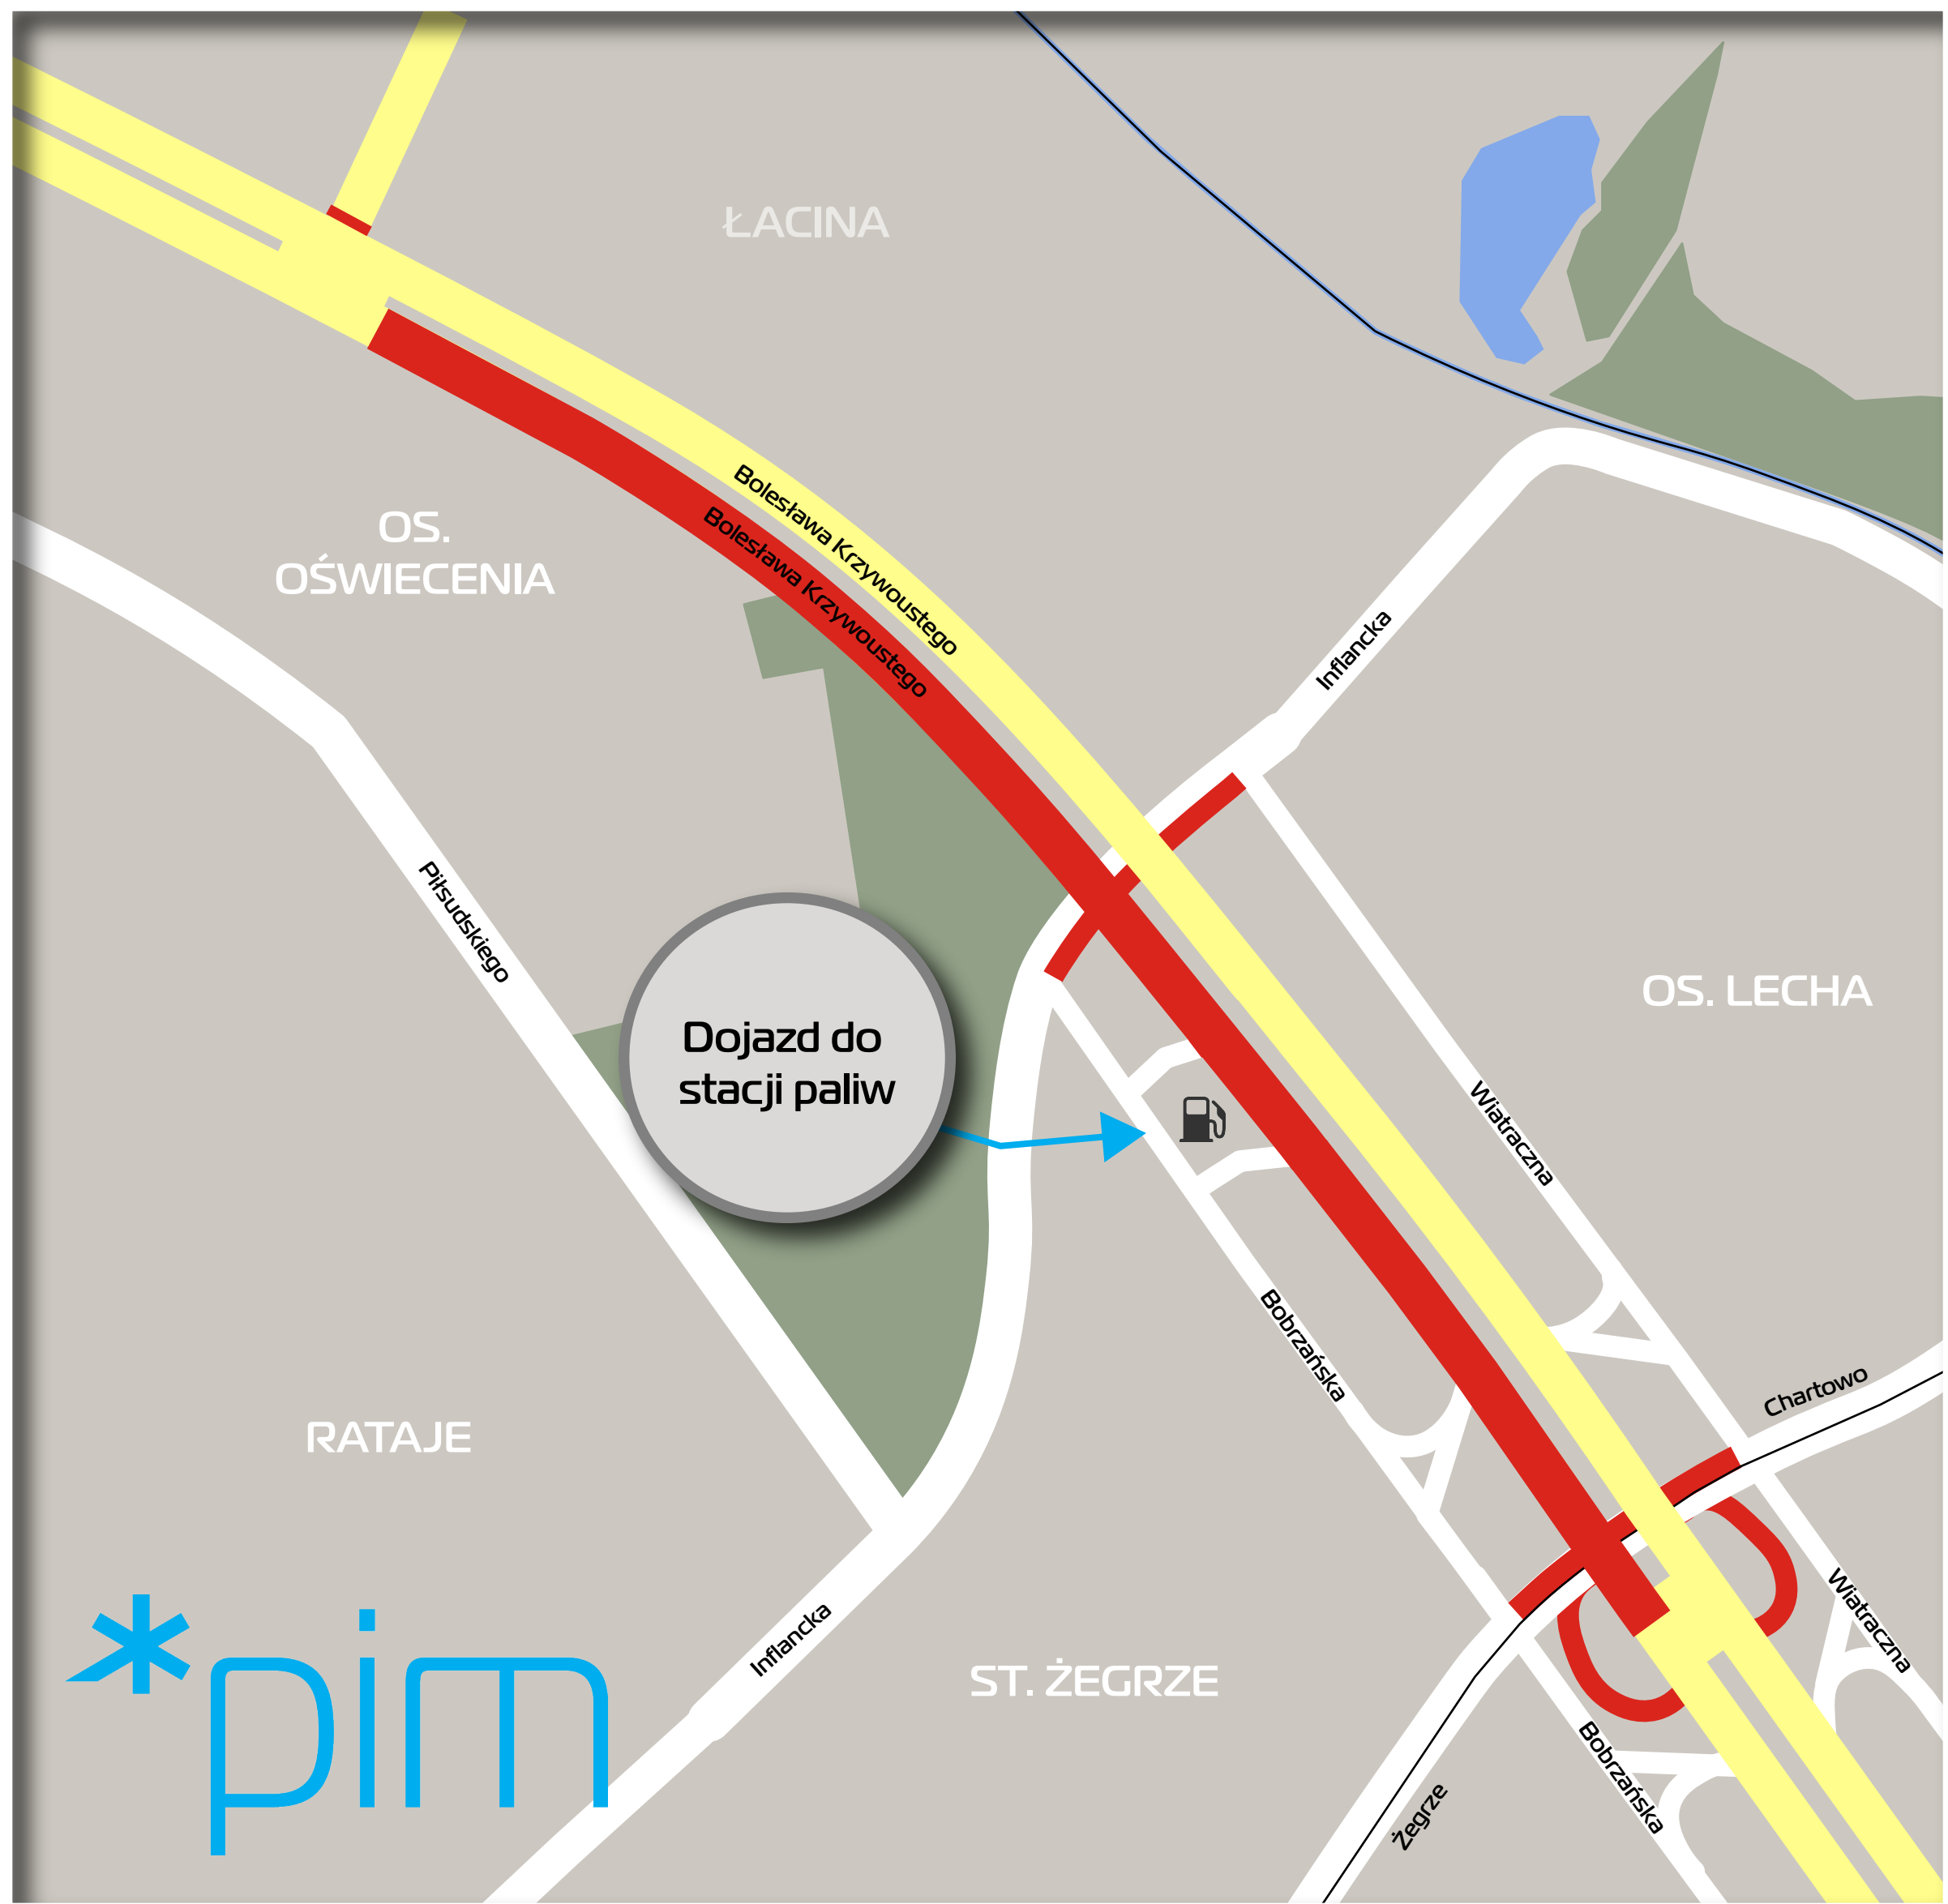 ŁACINA
Bolesława Krzywoustego
Bolesława Krzywoustego
OS.
OŚWIECENIA
Inflancka
Piłsudskiego
OS. LECHA
Dojazd do
stacji paliw
Wiatraczna
Bobrzańska
Chartowo
RATAJE
Wiatraczna
Inflancka
ST. ŻEGRZE
*pim
Bobrzańska
Żegrze